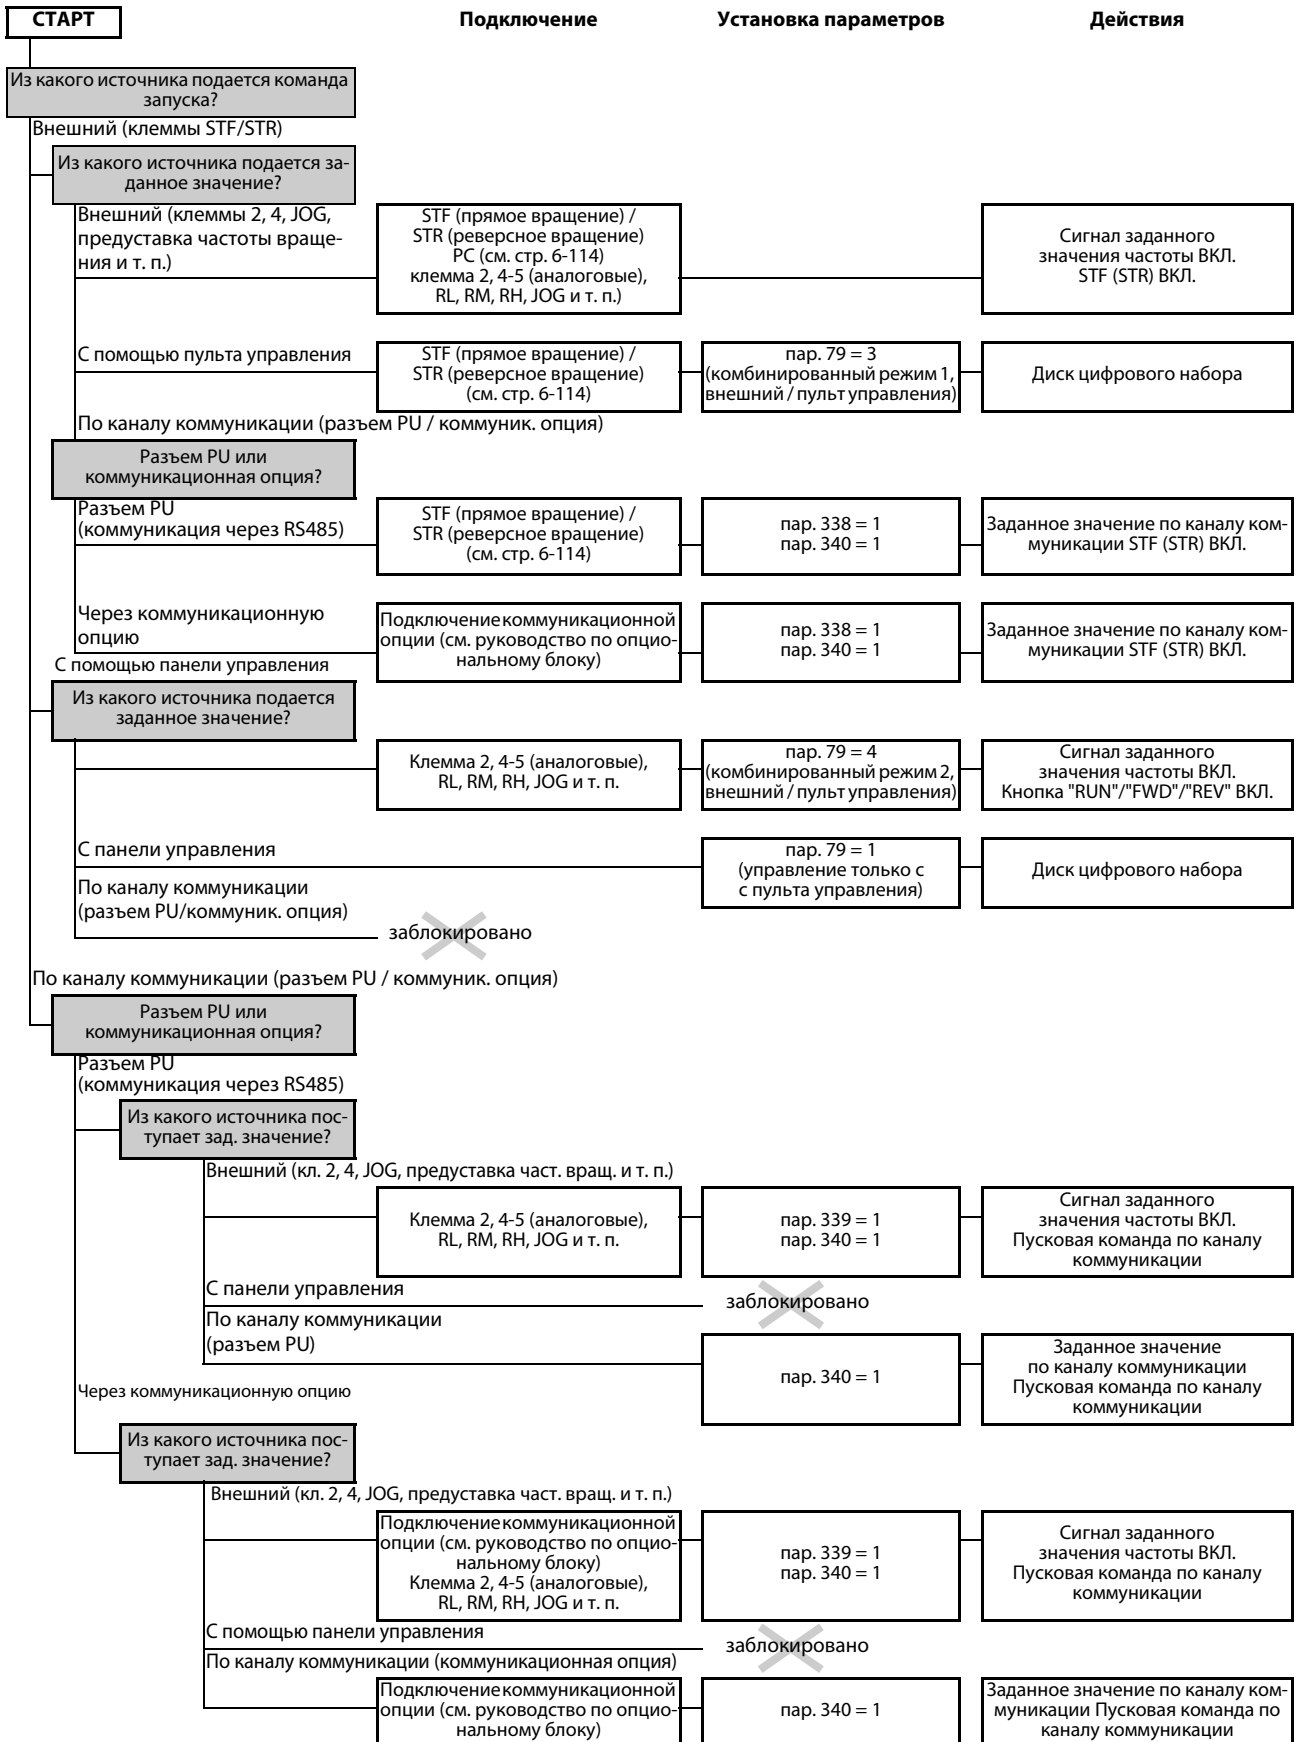 СТАРТ
Подключение
Установка параметров
Действия
Из какого источника подается команда
запуска?
Внешний (клеммы STF/STR)
Из какого источника подается за-
данное значение?
Внешний (клеммы 2, 4, JOG,
предуставка частоты враще-
ния и т. п.)
STF (прямое вращение) /
STR (реверсное вращение)
PC (см. стр. 6-114)
клемма 2, 4-5 (аналоговые),
RL, RM, RH, JOG и т. п.)
Сигнал заданного
значения частоты ВКЛ.
STF (STR) ВКЛ.
С помощью пульта управления
STF (прямое вращение) /
STR (реверсное вращение)
(см. стр. 6-114)
пар. 79 = 3
(комбинированный режим 1,
внешний / пульт управления)
Диск цифрового набора
По каналу коммуникации (разъем PU / коммуник. опция)
Разъем PU или
коммуникационная опция?
Разъем PU
(коммуникация через RS485)
STF (прямое вращение) /
STR (реверсное вращение)
(см. стр. 6-114)
пар. 338 = 1
пар. 340 = 1
Заданное значение по каналу ком-
муникации STF (STR) ВКЛ.
Через коммуникационную
опцию
Подключение коммуникационной
опции (см. руководство по опцио-
нальному блоку)
пар. 338 = 1
пар. 340 = 1
Заданное значение по каналу ком-
муникации STF (STR) ВКЛ.
С помощью панели управления
Из какого источника подается
заданное значение?
Клемма 2, 4-5 (аналоговые),
RL, RM, RH, JOG и т. п.
пар. 79 = 4
(комбинированный режим 2,
внешний / пульт управления)
Сигнал заданного
значения частоты ВКЛ.
Кнопка "RUN"/"FWD"/"REV" ВКЛ.
С панели управления
пар. 79 = 1
(управление только с
с пульта управления)
Диск цифрового набора
По каналу коммуникации
(разъем PU/коммуник. опция)
заблокировано
По каналу коммуникации (разъем PU / коммуник. опция)
Разъем PU или
коммуникационная опция?
Разъем PU
(коммуникация через RS485)
Из какого источника пос-
тупает зад. значение?
Внешний (кл. 2, 4, JOG, предуставка част. вращ. и т. п.)
Клемма 2, 4-5 (аналоговые),
RL, RM, RH, JOG и т. п.
пар. 339 = 1
пар. 340 = 1
Сигнал заданного
значения частоты ВКЛ.
Пусковая команда по каналу
коммуникации
С панели управления
заблокировано
По каналу коммуникации
(разъем PU)
пар. 340 = 1
Заданное значение
по каналу коммуникации
Пусковая команда по каналу
коммуникации
Через коммуникационную опцию
Из какого источника пос-
тупает зад. значение?
Внешний (кл. 2, 4, JOG, предуставка част. вращ. и т. п.)
Подключение коммуникационной
опции (см. руководство по опцио-
нальному блоку)
Клемма 2, 4-5 (аналоговые),
RL, RM, RH, JOG и т. п.
пар. 339 = 1
пар. 340 = 1
Сигнал заданного
значения частоты ВКЛ.
Пусковая команда по каналу
коммуникации
С помощью панели управления
заблокировано
По каналу коммуникации (коммуникационная опция)
Подключение коммуникационной
опции (см. руководство по опцио-
нальному блоку)
пар. 340 = 1
Заданное значение по каналу ком-
муникации Пусковая команда по
каналу коммуникации